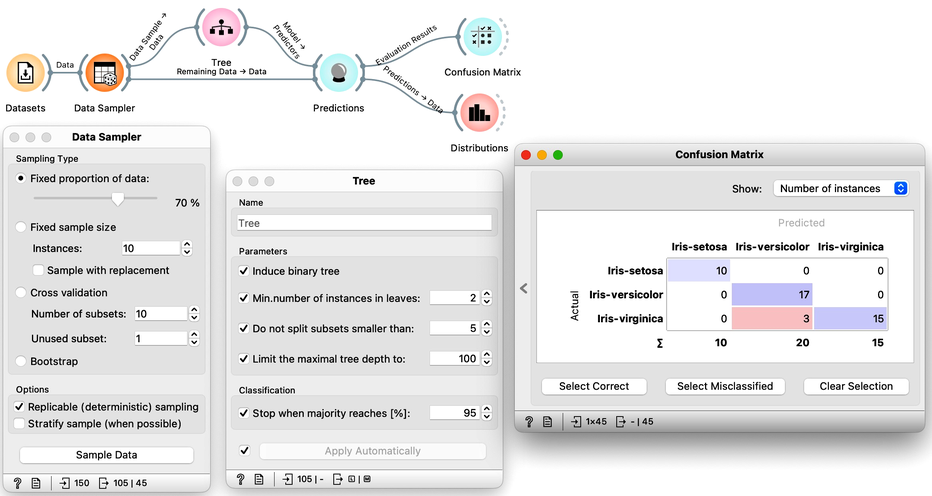 Data Sample → Data
Model → Predictors
Evaluation Results
Data
Tree
Confusion Matrix
Remaining Data → Data
Predictions → Data
Datasets
Data Sampler
Predictions
Distributions
Data Sampler
Sampling Type
Fixed proportion of data:
70 %
Fixed sample size
Instances: 10
Sample with replacement
Cross validation
Number of subsets: 10
Unused subset: 1
Bootstrap
Options
Replicable (deterministic) sampling
Stratify sample (when possible)
Sample Data
? 150 105 | 45
Tree
Name
Tree
Parameters
Induce binary tree
Min.number of instances in leaves: 2
Do not split subsets smaller than: 5
Limit the maximal tree depth to: 100
Classification
Stop when majority reaches [%]: 95
Apply Automatically
? 105 | - L | M
Confusion Matrix
Show: Number of instances
Predicted
Iris-setosa Iris-versicolor Iris-virginica
Actual
Iris-setosa 10 0 0
Iris-versicolor 0 17 0
Iris-virginica 0 3 15
Σ 10 20 15
Select Correct Select Misclassified Clear Selection
? 1x45 - | 45